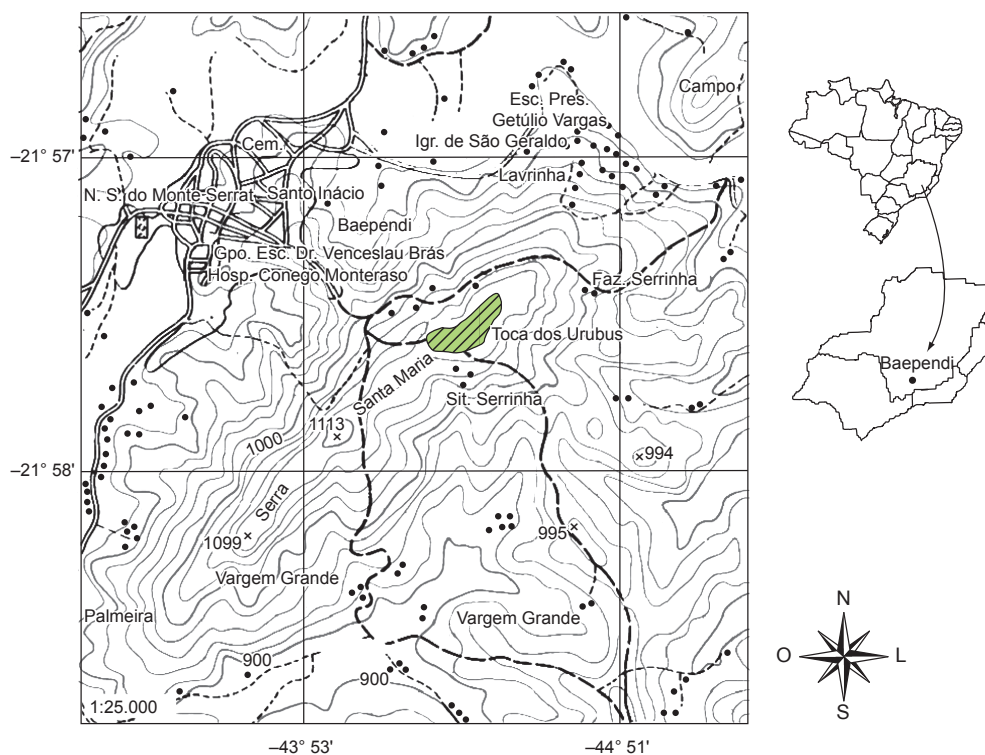 Campo
Esc. Pres.
Getúlio Vargas
Igr. de São Geraldo
Cem.
–21° 57'
Lavrinha
N. S. do Monte-Serrat
Santo Inácio
Baependi
Gpo. Esc. Dr. Venceslau Brás
Hosp. Conego Monteraso
Faz. Serrinha
Toca dos Urubus
Baependi
Santa Maria
Sit. Serrinha
1113
1000
994
–21° 58'
Serra
1099
995
Vargem Grande
Palmeira
Vargem Grande
900
900
1:25.000
N
O
L
S
–43° 53'
–44° 51'